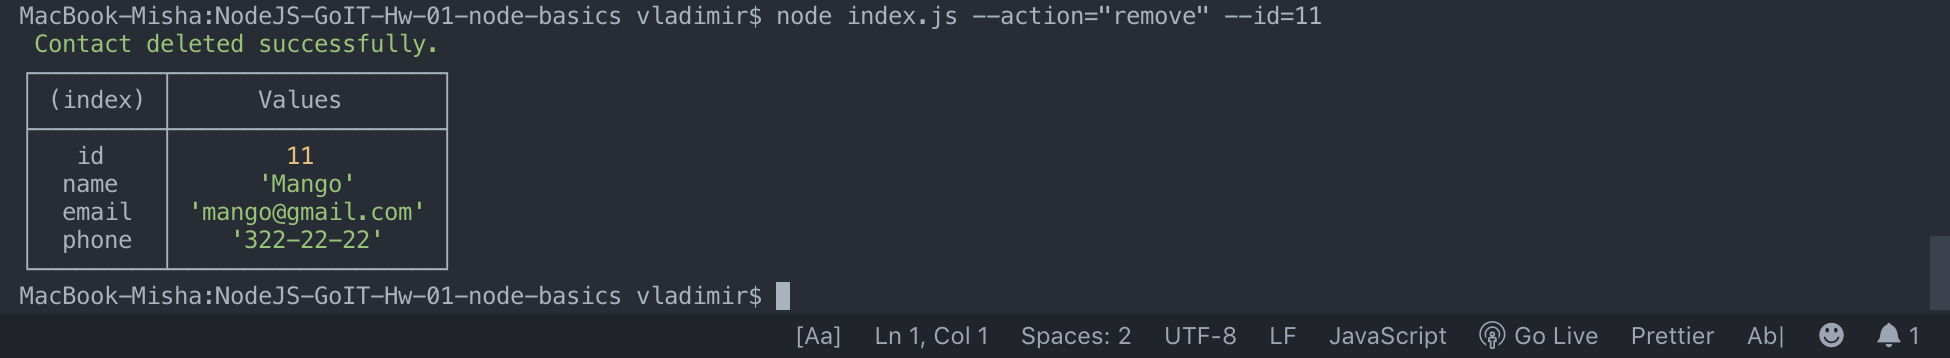 MacBook-Misha:NodeJS-GoIT-Hw-01-node-basics vladimir$ node index.js --action="remove" --id=11
Contact deleted successfully.
(index) Values
id 11
name 'Mango'
email 'mango@gmail.com'
phone '322-22-22'
MacBook-Misha:NodeJS-GoIT-Hw-01-node-basics vladimir$
[Aa] Ln 1, Col 1 Spaces: 2 UTF-8 LF JavaScript Go Live Prettier Ab| 1